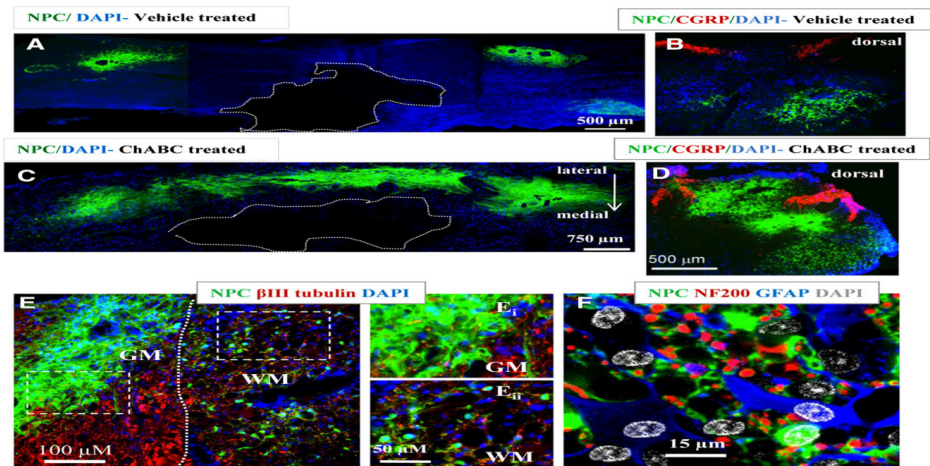 NPC/ DAPI- Vehicle treated
NPC/CGRP/DAPI- Vehicle treated
A
500 µm
B
dorsal
NPC/DAPI- ChABC treated
NPC/CGRP/DAPI- ChABC treated
C
lateral
medial
750 µm
D
dorsal
500 µm
NPC βIII tubulin DAPI
E
GM
WM
100 µM
Ei
GM
Eii
50 µM
WM
NPC NF200 GFAP DAPI
F
15 µm